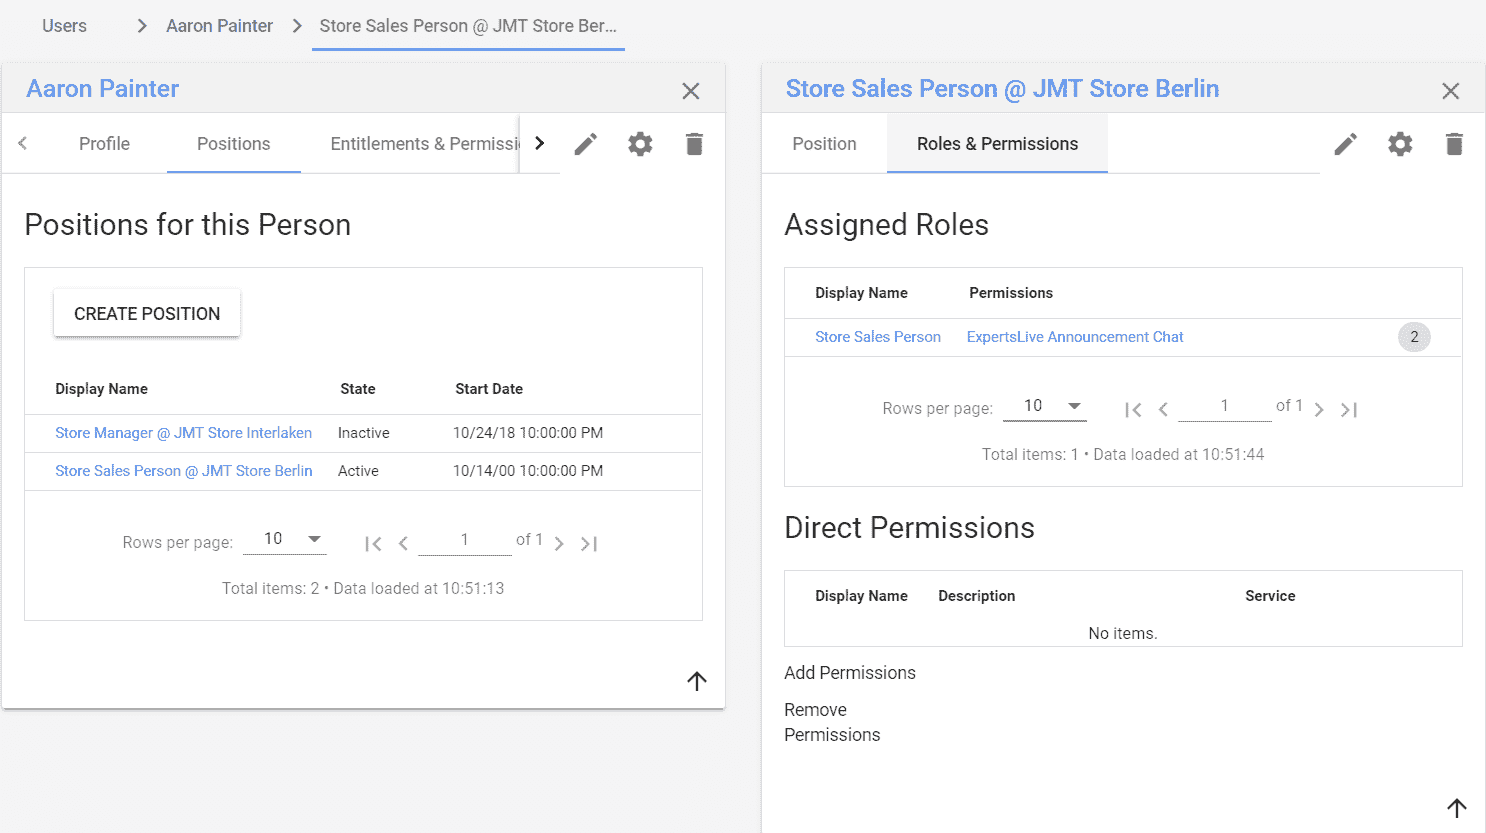 Users
Aaron Painter
Store Sales Person @ JMT Store Ber...
Aaron Painter
Profile
Positions
Entitlements & Permissi
Positions for this Person
CREATE POSITION
Display Name State Start Date
Store Manager @ JMT Store Interlaken Inactive 10/24/18 10:00:00 PM
Store Sales Person @ JMT Store Berlin Active 10/14/00 10:00:00 PM
Rows per page: 10 1 of 1
Total items: 2 • Data loaded at 10:51:13
Store Sales Person @ JMT Store Berlin
Position
Roles & Permissions
Assigned Roles
Display Name Permissions
Store Sales Person ExpertsLive Announcement Chat 2
Rows per page: 10 1 of 1
Total items: 1 • Data loaded at 10:51:44
Direct Permissions
Display Name Description Service
No items.
Add Permissions
Remove
Permissions